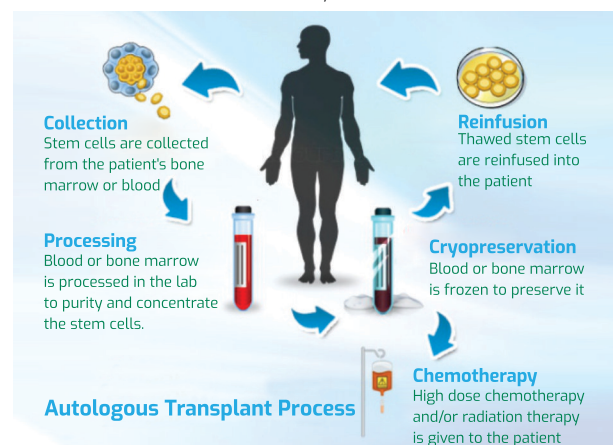 Collection
Stem cells are collected
from the patient's bone
marrow or blood
Processing
Blood or bone marrow
is processed in the lab
to purity and concentrate
the stem cells.
Reinfusion
Thawed stem cells
are reinfused into
the patient
Cryopreservation
Blood or bone marrow
is frozen to preserve it
Chemotherapy
High dose chemotherapy
and/or radiation therapy
is given to the patient
Autologous Transplant Process